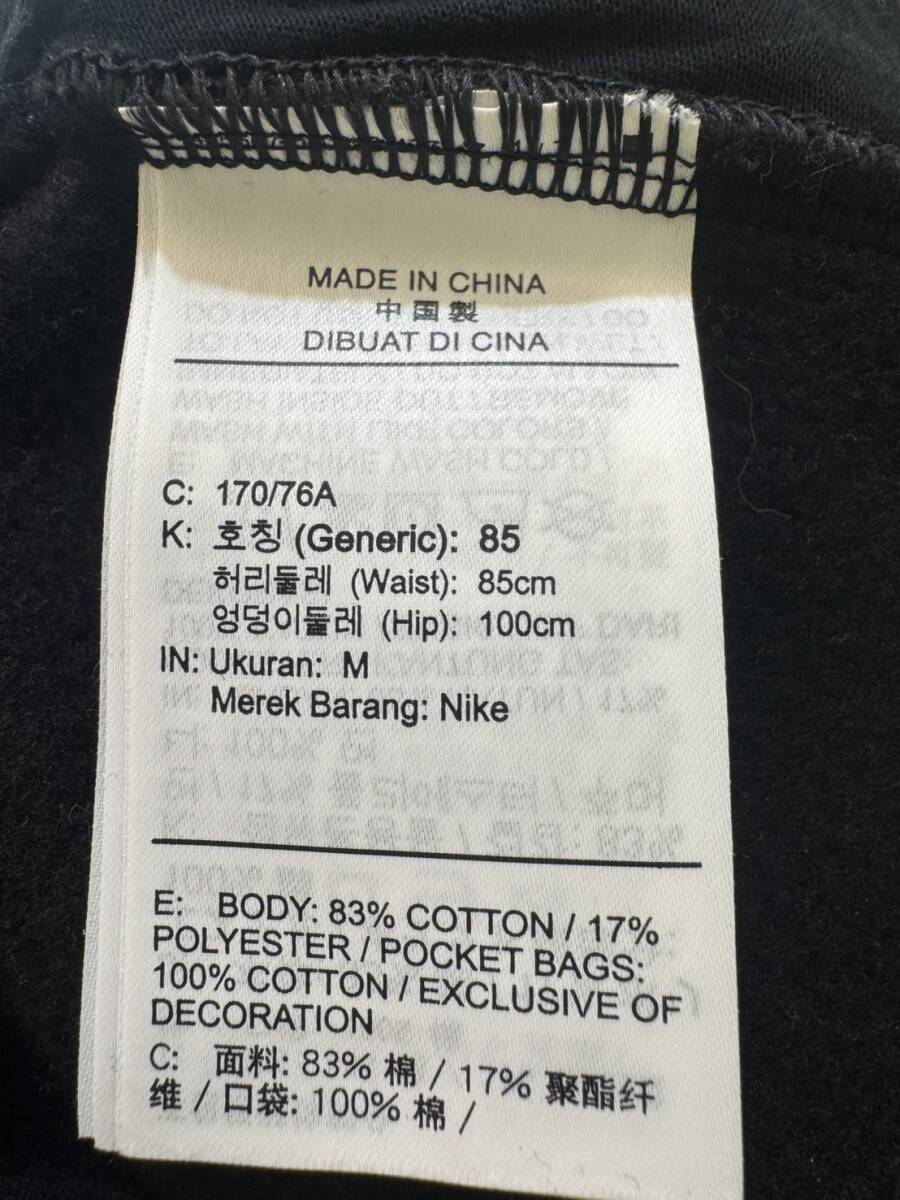 MADE IN CHINA
中国製
DIBUAT DI CINA
C: 170/76A
K: 호칭 (Generic): 85
허리둘레 (Waist): 85cm
엉덩이둘레 (Hip): 100cm
IN: Ukuran: M
Merek Barang: Nike
E: BODY: 83% COTTON / 17%
POLYESTER / POCKET BAGS:
100% COTTON / EXCLUSIVE OF
DECORATION
C: 面料: 83% 棉 / 17% 聚酯纤
维 / 口袋: 100% 棉 /